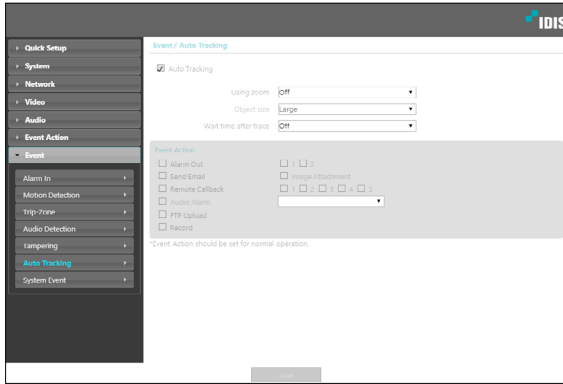 IDIS
Quick Setup
System
Network
Video
Audio
Event Action
Event
Alarm In
Motion Detection
Trip-Zone
Audio Detection
Tampering
Auto Tracking
System Event
Event / Auto Tracking
Auto Tracking
Using zoom Off
Object size Large
Wait time after trace Off
Event Action
Alarm Out 1 2
Send Email Image Attachment
Remote Callback 1 2 3 4 5
Audio Alarm
FTP Upload
Record
*Event Action should be set for normal operation.
Save